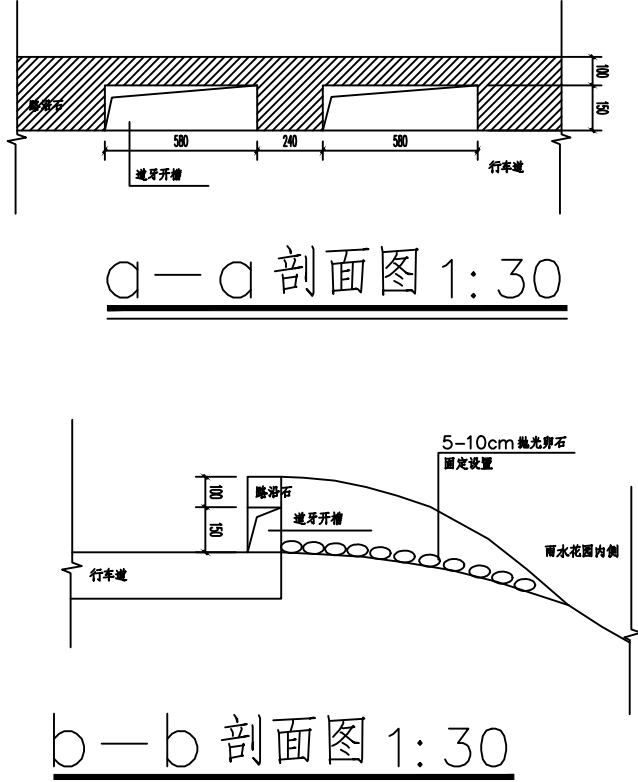 100
路沿石
150
580
240
580
道牙开槽
行车道
a—a 剖面图 1:30
5-10cm 抛光卵石
固定设置
100
路沿石
150
道牙开槽
雨水花园内侧
行车道
b—b 剖面图 1:30